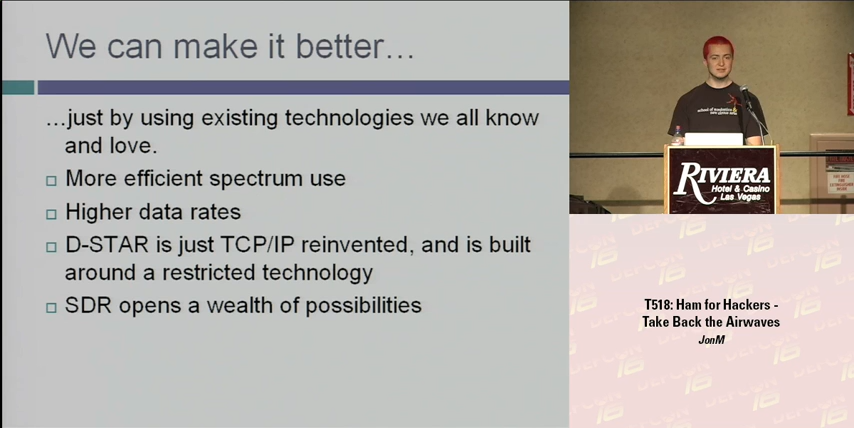 We can make it better…
…just by using existing technologies we all know
and love.
More efficient spectrum use
Higher data rates
D-STAR is just TCP/IP reinvented, and is built
around a restricted technology
SDR opens a wealth of possibilities
RIVIERA
Hotel & Casino
Las Vegas
T518: Ham for Hackers -
Take Back the Airwaves
JonM
DEFCON
16